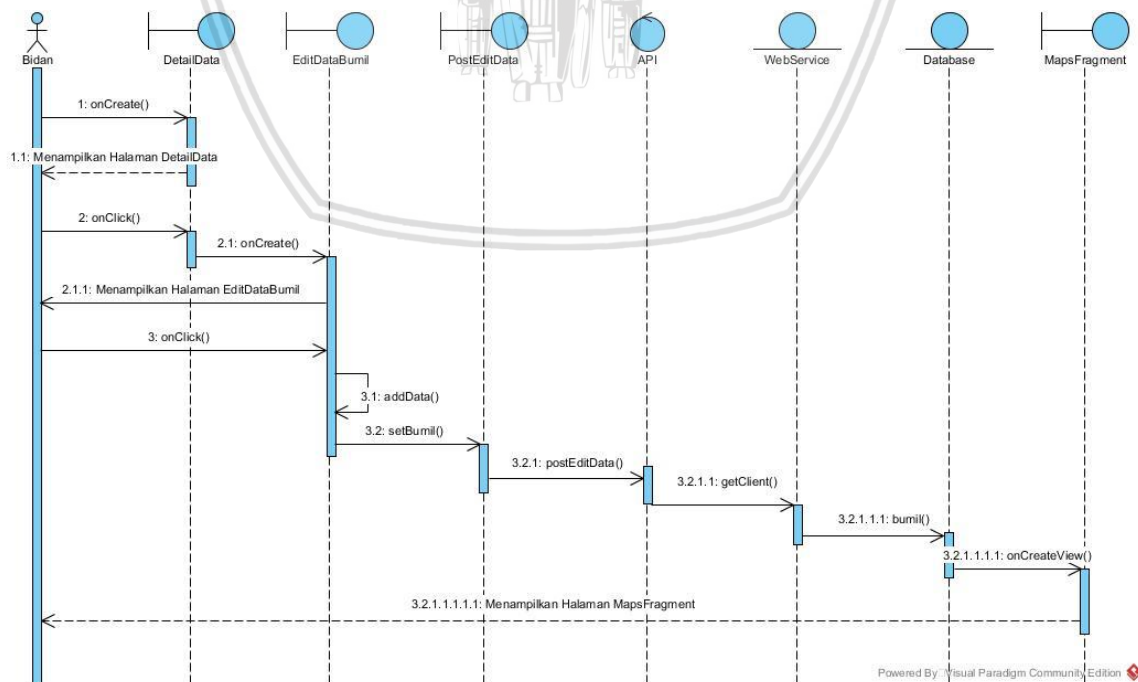 Bidan
DetailData
EditDataBumil
PostEditData
API
WebService
Database
MapsFragment
1: onCreate()
1.1: Menampilkan Halaman DetailData
2: onClick()
2.1: onCreate()
2.1.1: Menampilkan Halaman EditDataBumil
3: onClick()
3.1: addData()
3.2: setBumil()
3.2.1: postEditData()
3.2.1.1: getClient()
3.2.1.1.1: bumil()
3.2.1.1.1.1: onCreateView()
3.2.1.1.1.1.1: Menampilkan Halaman MapsFragment
Powered By Visual Paradigm Community Edition